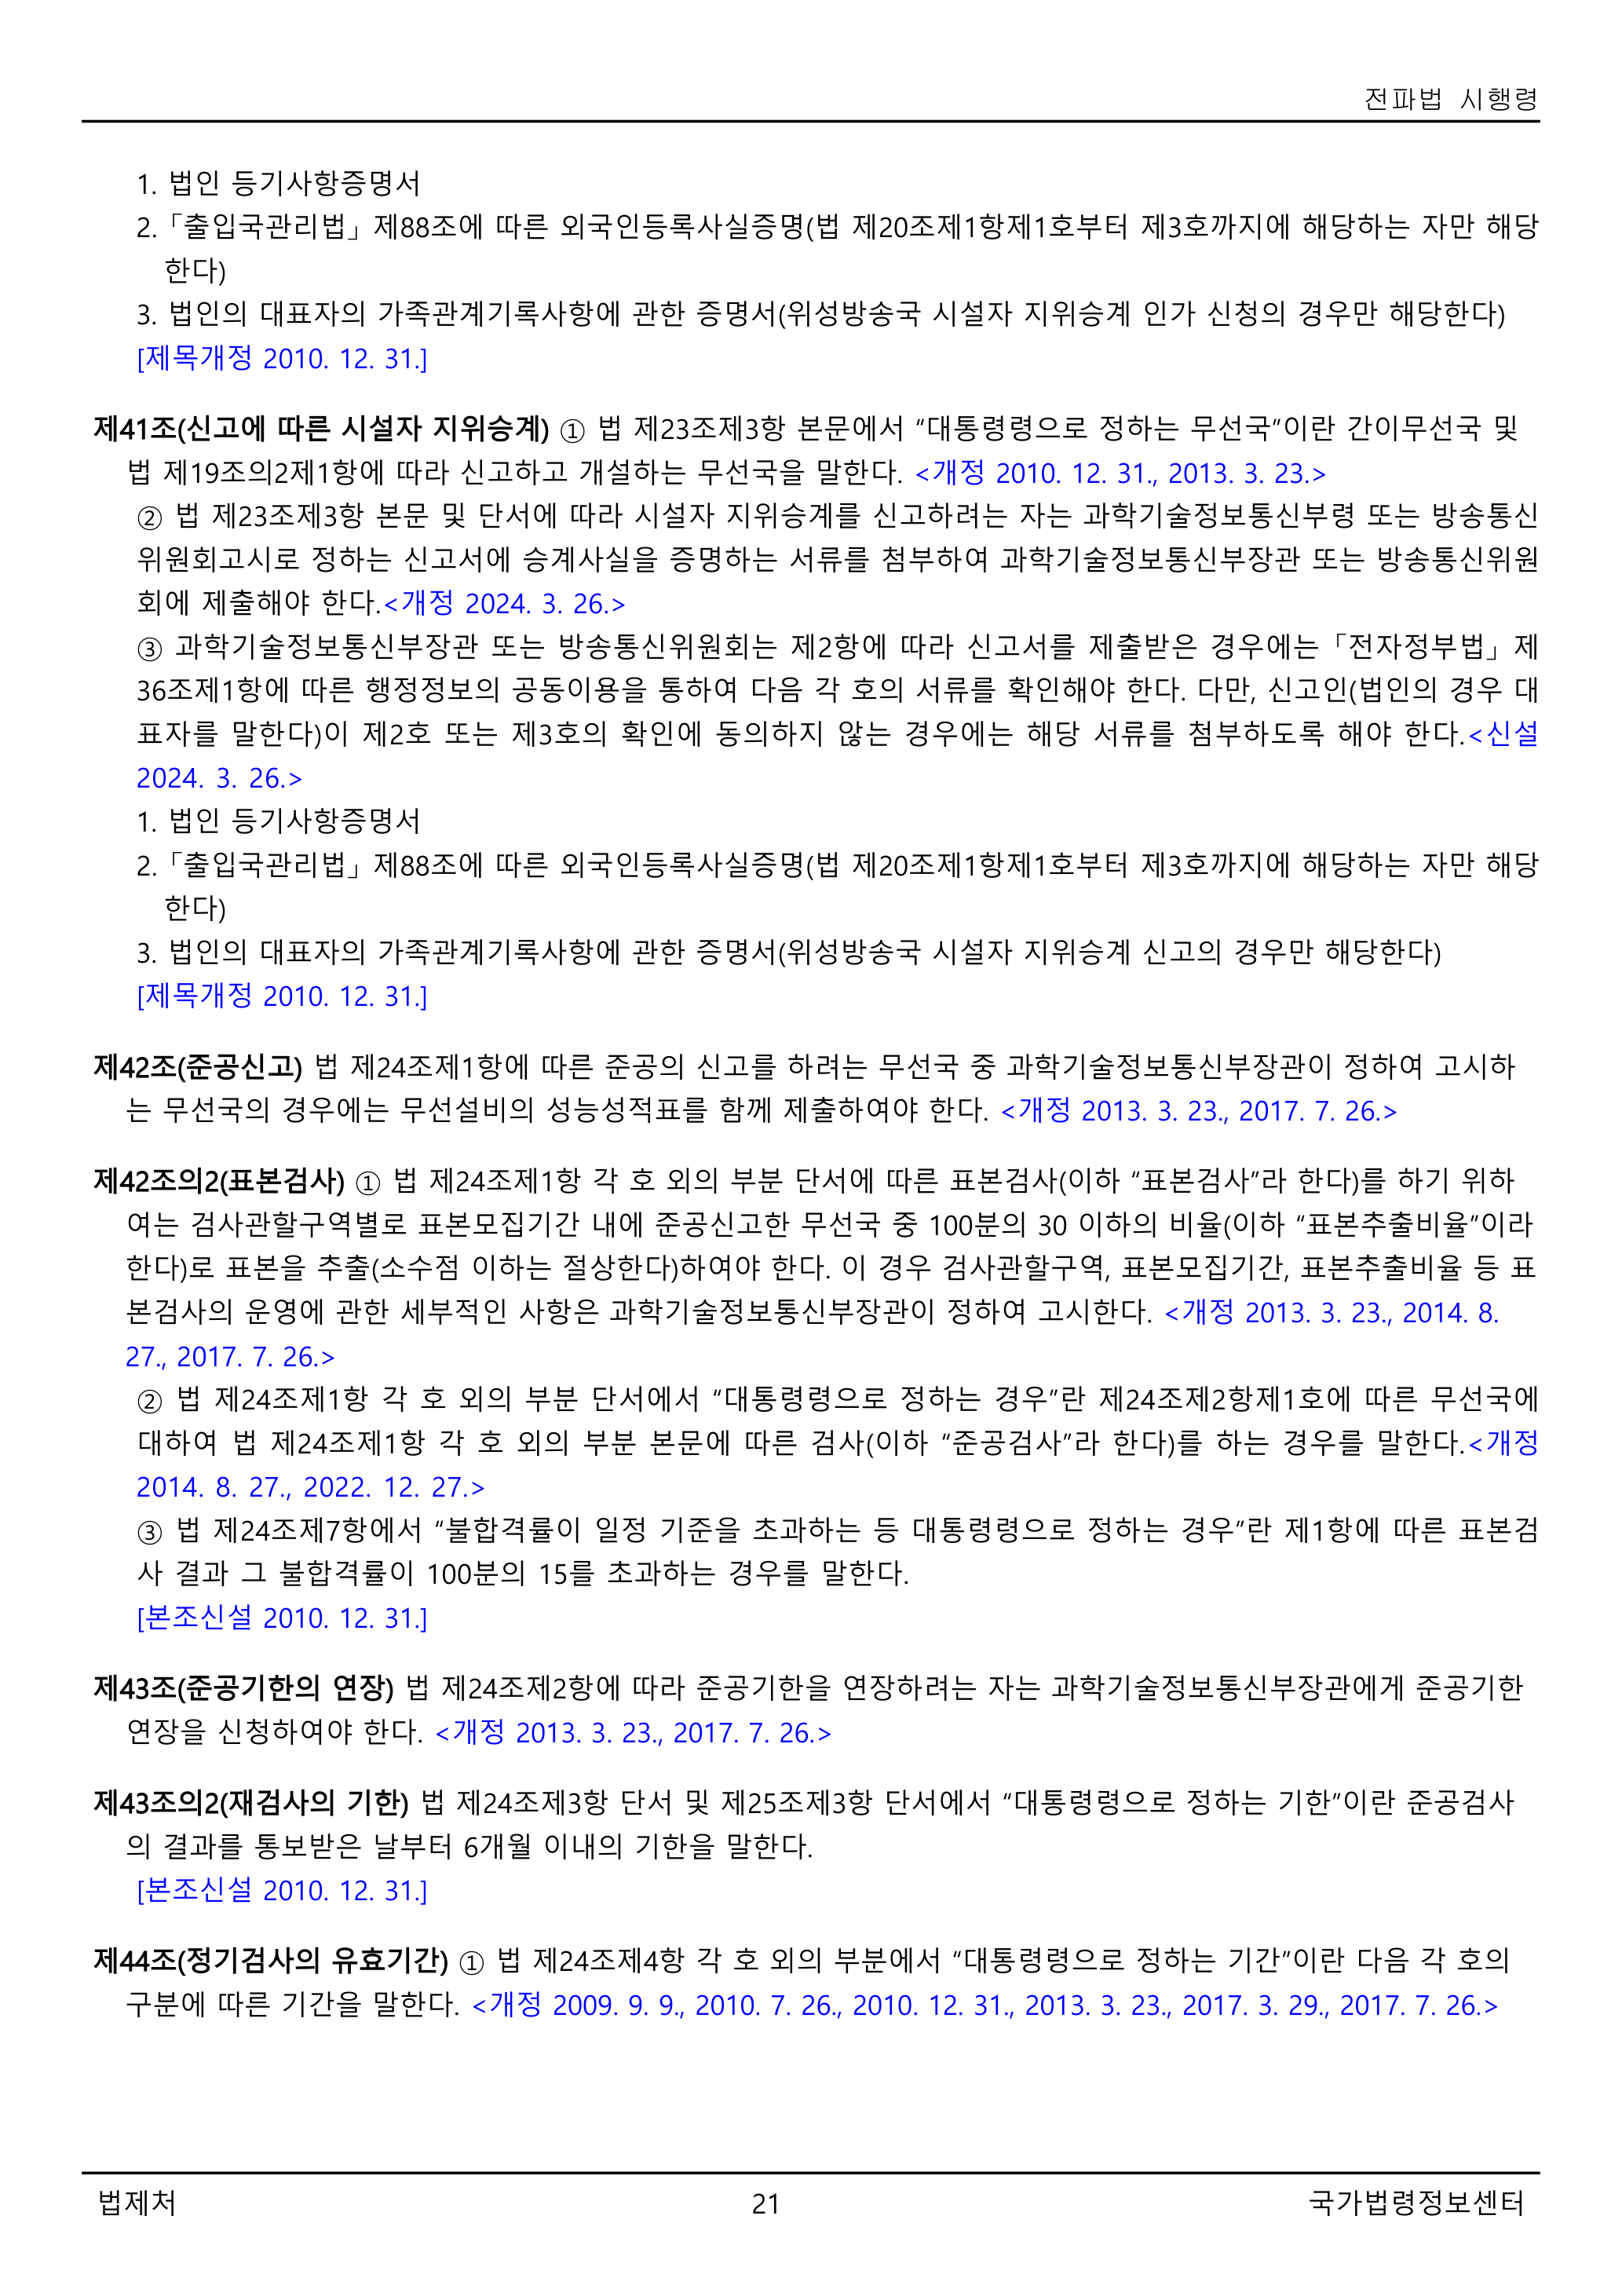 전파법 시행령
1. 법인 등기사항증명서
2.「출입국관리법」제88조에 따른 외국인등록사실증명(법 제20조제1항제1호부터 제3호까지에 해당하는 자만 해당
한다)
3. 법인의 대표자의 가족관계기록사항에 관한 증명서(위성방송국 시설자 지위승계 인가 신청의 경우만 해당한다)
[제목개정 2010. 12. 31.]
제41조(신고에 따른 시설자 지위승계) ① 법 제23조제3항 본문에서 “대통령령으로 정하는 무선국”이란 간이무선국 및
법 제19조의2제1항에 따라 신고하고 개설하는 무선국을 말한다. <개정 2010. 12. 31., 2013. 3. 23.>
② 법 제23조제3항 본문 및 단서에 따라 시설자 지위승계를 신고하려는 자는 과학기술정보통신부령 또는 방송통신
위원회고시로 정하는 신고서에 승계사실을 증명하는 서류를 첨부하여 과학기술정보통신부장관 또는 방송통신위원
회에 제출해야 한다.<개정 2024. 3. 26.>
③ 과학기술정보통신부장관 또는 방송통신위원회는 제2항에 따라 신고서를 제출받은 경우에는「전자정부법」제
36조제1항에 따른 행정정보의 공동이용을 통하여 다음 각 호의 서류를 확인해야 한다. 다만, 신고인(법인의 경우 대
표자를 말한다)이 제2호 또는 제3호의 확인에 동의하지 않는 경우에는 해당 서류를 첨부하도록 해야 한다.<신설
2024. 3. 26.>
1. 법인 등기사항증명서
2.「출입국관리법」제88조에 따른 외국인등록사실증명(법 제20조제1항제1호부터 제3호까지에 해당하는 자만 해당
한다)
3. 법인의 대표자의 가족관계기록사항에 관한 증명서(위성방송국 시설자 지위승계 신고의 경우만 해당한다)
[제목개정 2010. 12. 31.]
제42조(준공신고) 법 제24조제1항에 따른 준공의 신고를 하려는 무선국 중 과학기술정보통신부장관이 정하여 고시하
는 무선국의 경우에는 무선설비의 성능성적표를 함께 제출하여야 한다. <개정 2013. 3. 23., 2017. 7. 26.>
제42조의2(표본검사) ① 법 제24조제1항 각 호 외의 부분 단서에 따른 표본검사(이하 “표본검사”라 한다)를 하기 위하
여는 검사관할구역별로 표본모집기간 내에 준공신고한 무선국 중 100분의 30 이하의 비율(이하 “표본추출비율”이라
한다)로 표본을 추출(소수점 이하는 절상한다)하여야 한다. 이 경우 검사관할구역, 표본모집기간, 표본추출비율 등 표
본검사의 운영에 관한 세부적인 사항은 과학기술정보통신부장관이 정하여 고시한다. <개정 2013. 3. 23., 2014. 8.
27., 2017. 7. 26.>
② 법 제24조제1항 각 호 외의 부분 단서에서 “대통령령으로 정하는 경우”란 제24조제2항제1호에 따른 무선국에
대하여 법 제24조제1항 각 호 외의 부분 본문에 따른 검사(이하 “준공검사”라 한다)를 하는 경우를 말한다.<개정
2014. 8. 27., 2022. 12. 27.>
③ 법 제24조제7항에서 “불합격률이 일정 기준을 초과하는 등 대통령령으로 정하는 경우”란 제1항에 따른 표본검
사 결과 그 불합격률이 100분의 15를 초과하는 경우를 말한다.
[본조신설 2010. 12. 31.]
제43조(준공기한의 연장) 법 제24조제2항에 따라 준공기한을 연장하려는 자는 과학기술정보통신부장관에게 준공기한
연장을 신청하여야 한다. <개정 2013. 3. 23., 2017. 7. 26.>
제43조의2(재검사의 기한) 법 제24조제3항 단서 및 제25조제3항 단서에서 “대통령령으로 정하는 기한”이란 준공검사
의 결과를 통보받은 날부터 6개월 이내의 기한을 말한다.
[본조신설 2010. 12. 31.]
제44조(정기검사의 유효기간) ① 법 제24조제4항 각 호 외의 부분에서 “대통령령으로 정하는 기간”이란 다음 각 호의
구분에 따른 기간을 말한다. <개정 2009. 9. 9., 2010. 7. 26., 2010. 12. 31., 2013. 3. 23., 2017. 3. 29., 2017. 7. 26.>
법제처 21 국가법령정보센터